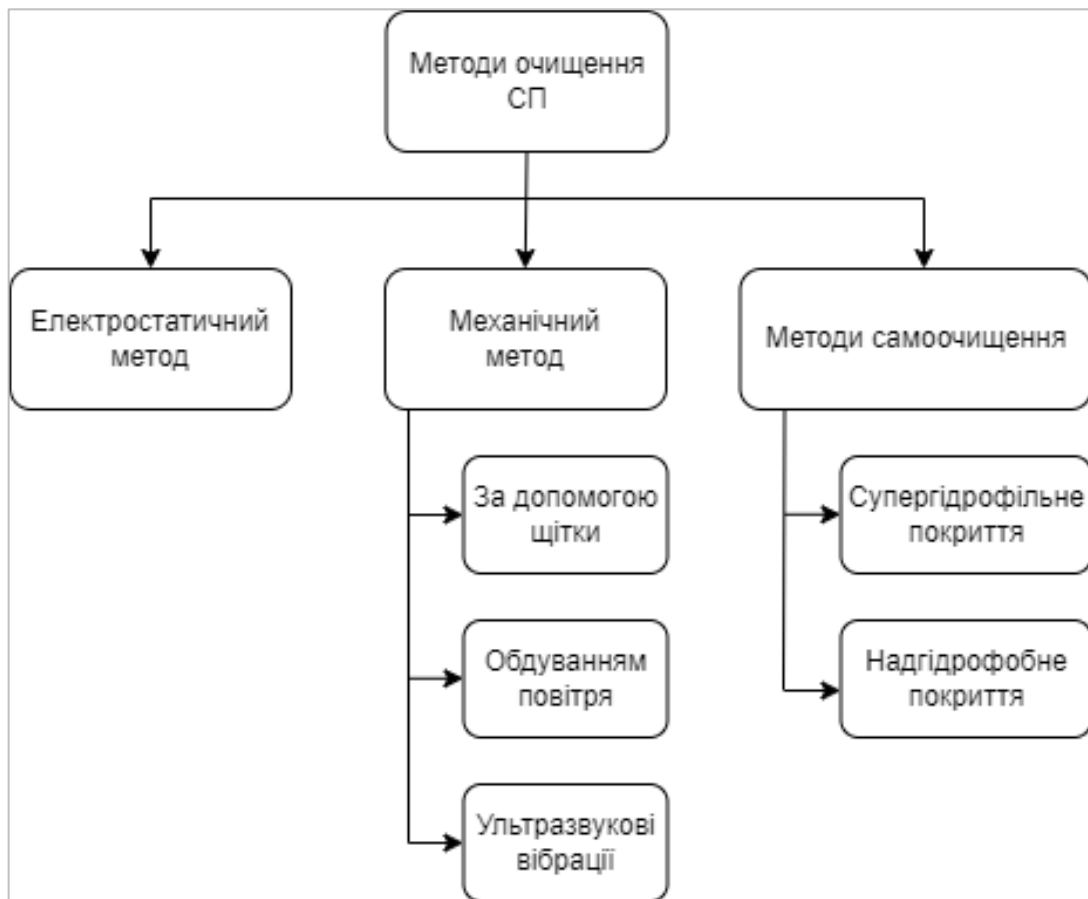 Методи очищення
СП
Електростатичний
метод
Механічний
метод
Методи самоочищення
За допомогою
щітки
Обдуванням
повітря
Ультразвукові
вібрації
Супергідрофільне
покриття
Надгідрофобне
покриття